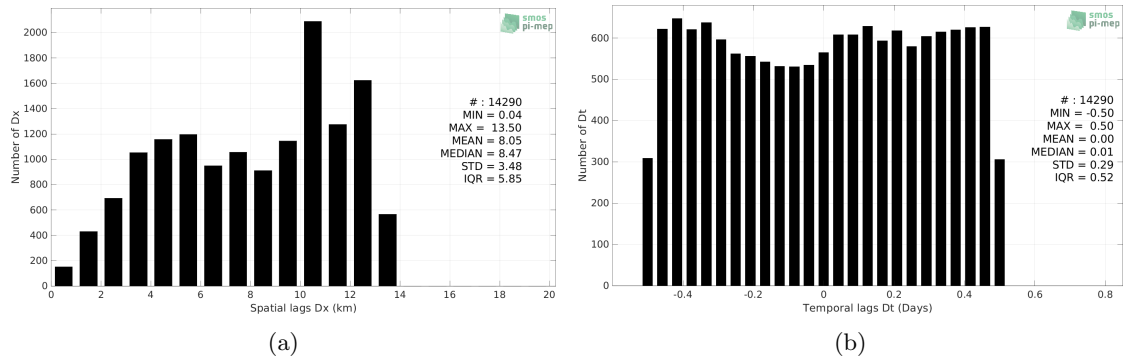 smos
pi-mep
2000
1800
1600
1400
1200
1000
800
600
400
200
0
Number of Dx
# : 14290
MIN = 0.04
MAX = 13.50
MEAN = 8.05
MEDIAN = 8.47
STD = 3.48
IQR = 5.85
0 2 4 6 8 10 12 14 16 18 20
Spatial lags Dx (km)
(a)
smos
pi-mep
600
500
400
300
200
100
0
Number of Dt
# : 14290
MIN = -0.50
MAX = 0.50
MEAN = 0.00
MEDIAN = 0.01
STD = 0.29
IQR = 0.52
-0.4 -0.2 0 0.2 0.4 0.6 0.8
Temporal lags Dt (Days)
(b)